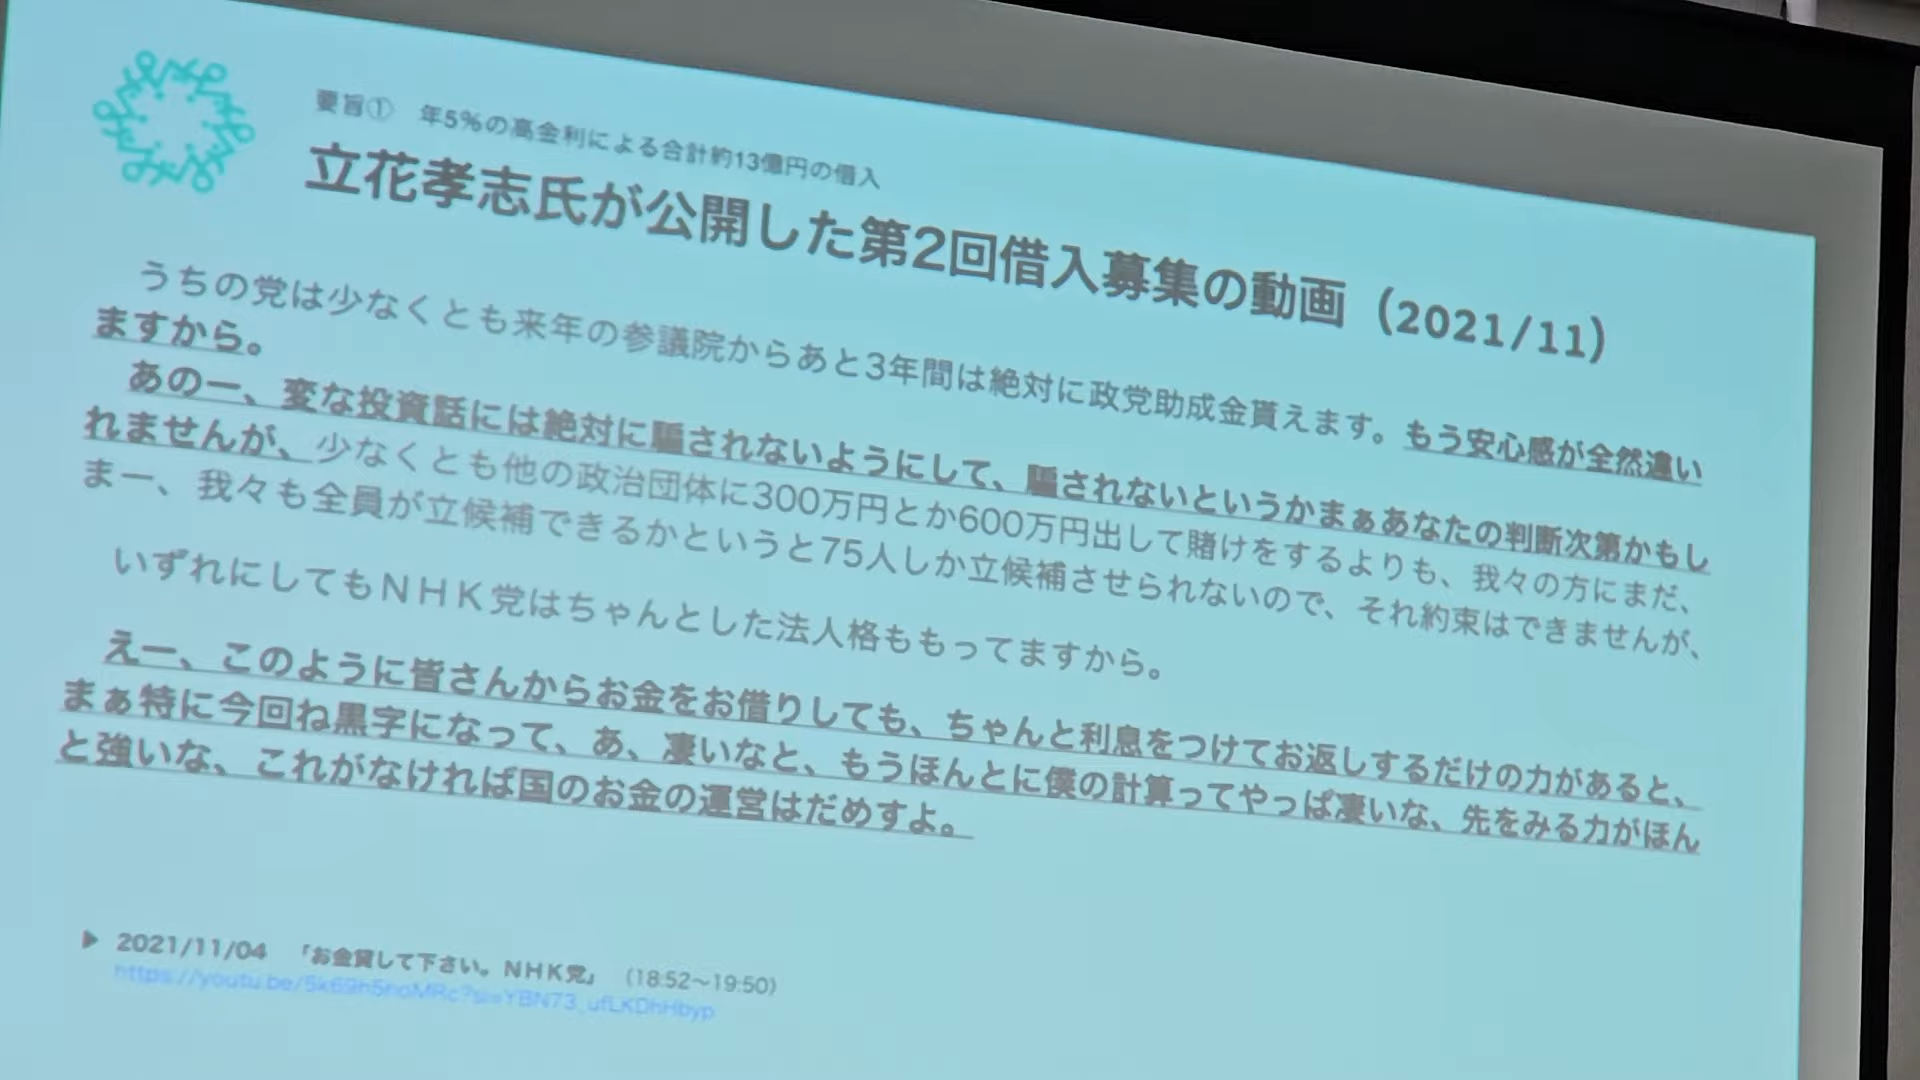 要旨① 年5%の高金利による合計約13億円の借入
立花孝志氏が公開した第2回借入募集の動画（2021/11）
うちの党は少なくとも来年の参議院からあと3年間は絶対に政党助成金貰えます。もう安心感が全然違い
ますから。
あのー、変な投資話には絶対に騙されないようにして、騙されないというかまぁあなたの判断次第かもし
れませんが、少なくとも他の政治団体に300万円とか600万円出して賭けをするよりも、我々の方にまだ、
まー、我々も全員が立候補できるかというと75人しか立候補させられないので、それ約束はできませんが、
いずれにしてもNHK党はちゃんとした法人格ももってますから。
えー、このように皆さんからお金をお借りしても、ちゃんと利息をつけてお返しするだけの力があると、
まぁ特に今回ね黒字になって、あ、凄いなと、もうほんとに僕の計算ってやっぱ凄いな、先をみる力がほん
と強いな、これがなければ国のお金の運営はだめすよ。
▶ 2021/11/04 「お金貸して下さい。NHK党」（18:52～19:50）
https://youtu.be/